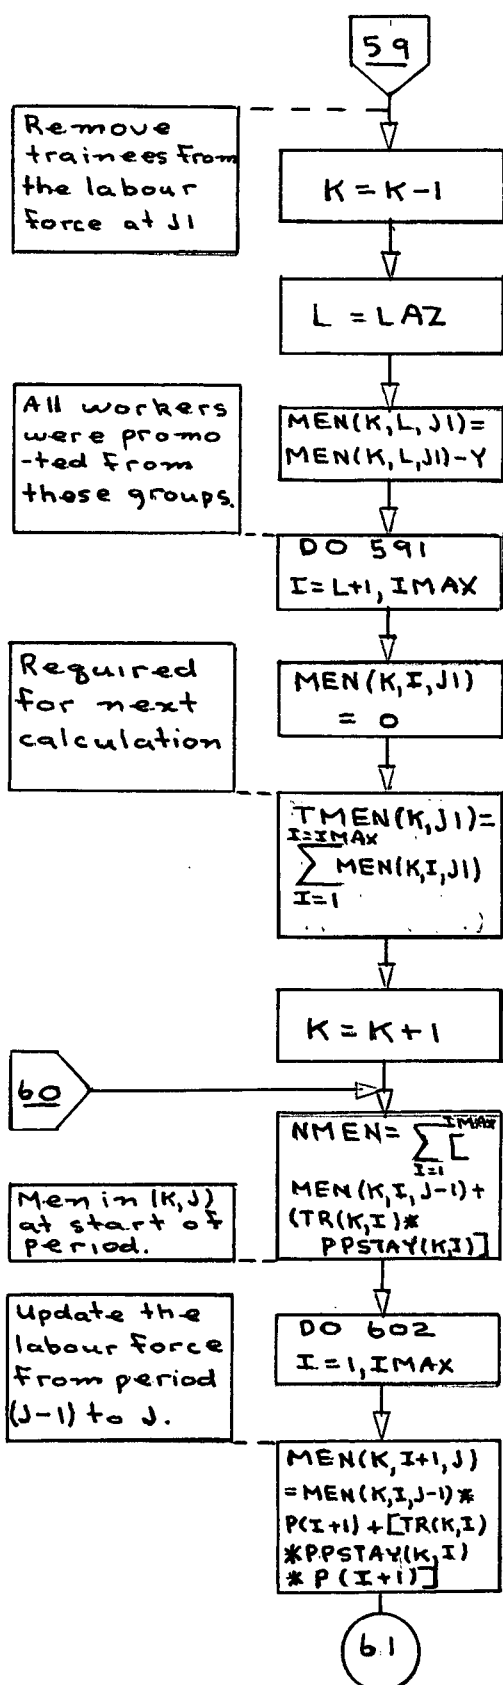 59
Remove
trainees from
the labour
force at J1
K = K-1
L = LAZ
All workers
were promo
-ted from
these groups.
MEN(K,L,J1)=
MEN(K,L,J1)-Y
DO 591
I=L+1, IMAX
Required
for next
calculation
MEN(K,I,J1)
= 0
TMEN(K,J1)=
I=IMAX
∑ MEN(K,I,J1)
I=1
K = K+1
60
NMEN= ∑ [
IMAX
I=1
MEN(K,I,J-1)+
(TR(K,I)*
PPSTAY(K,I)]
Men in (K,J)
at start of
period.
Update the
labour force
from period
(J-1) to J.
DO 602
I=1, IMAX
MEN(K,I+1,J)
=MEN(K,I,J-1)*
P(I+1)+[TR(K,I)
*PPSTAY(K,I)
* P(I+1)]
61